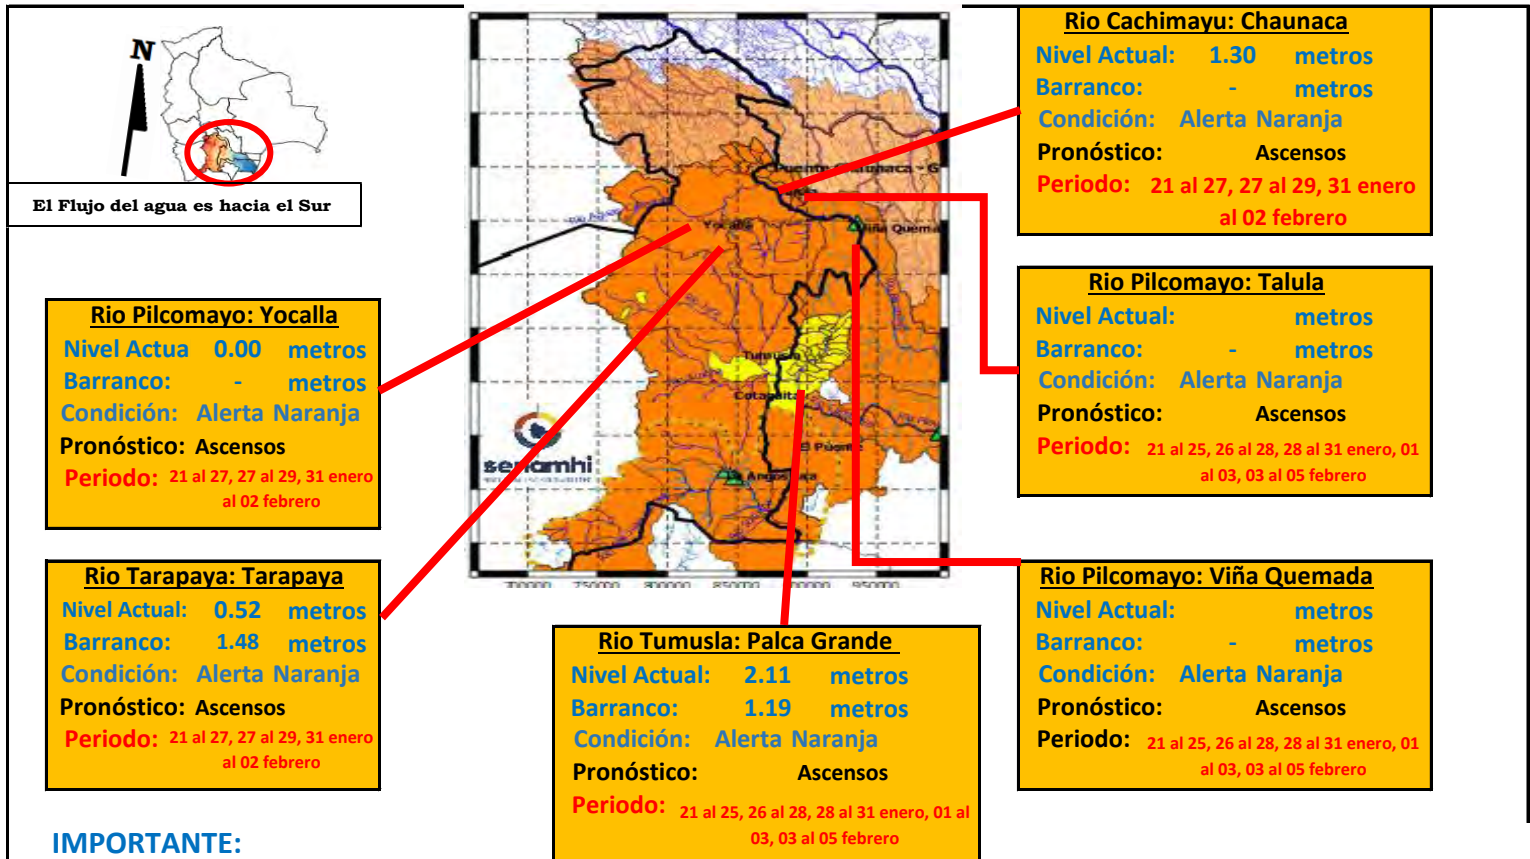 N
El Flujo del agua es hacia el Sur
Rio Pilcomayo: Yocalla
Nivel Actua 0.00 metros
Barranco: - metros
Condición: Alerta Naranja
Pronóstico: Ascensos
Periodo: 21 al 27, 27 al 29, 31 enero
al 02 febrero
Rio Tarapaya: Tarapaya
Nivel Actual: 0.52 metros
Barranco: 1.48 metros
Condición: Alerta Naranja
Pronóstico: Ascensos
Periodo: 21 al 27, 27 al 29, 31 enero
al 02 febrero
IMPORTANTE:
Yocalla
Viña Quema
Tumusla
Cotagaita
El Puente
Angostura
senamhi
750000
850000
950000
Rio Tumusla: Palca Grande
Nivel Actual: 2.11 metros
Barranco: 1.19 metros
Condición: Alerta Naranja
Pronóstico: Ascensos
Periodo: 21 al 25, 26 al 28, 28 al 31 enero, 01 al
03, 03 al 05 febrero
Rio Cachimayu: Chaunaca
Nivel Actual: 1.30 metros
Barranco: - metros
Condición: Alerta Naranja
Pronóstico: Ascensos
Periodo: 21 al 27, 27 al 29, 31 enero
al 02 febrero
Rio Pilcomayo: Talula
Nivel Actual: metros
Barranco: - metros
Condición: Alerta Naranja
Pronóstico: Ascensos
Periodo: 21 al 25, 26 al 28, 28 al 31 enero, 01
al 03, 03 al 05 febrero
Rio Pilcomayo: Viña Quemada
Nivel Actual: metros
Barranco: - metros
Condición: Alerta Naranja
Pronóstico: Ascensos
Periodo: 21 al 25, 26 al 28, 28 al 31 enero, 01
al 03, 03 al 05 febrero